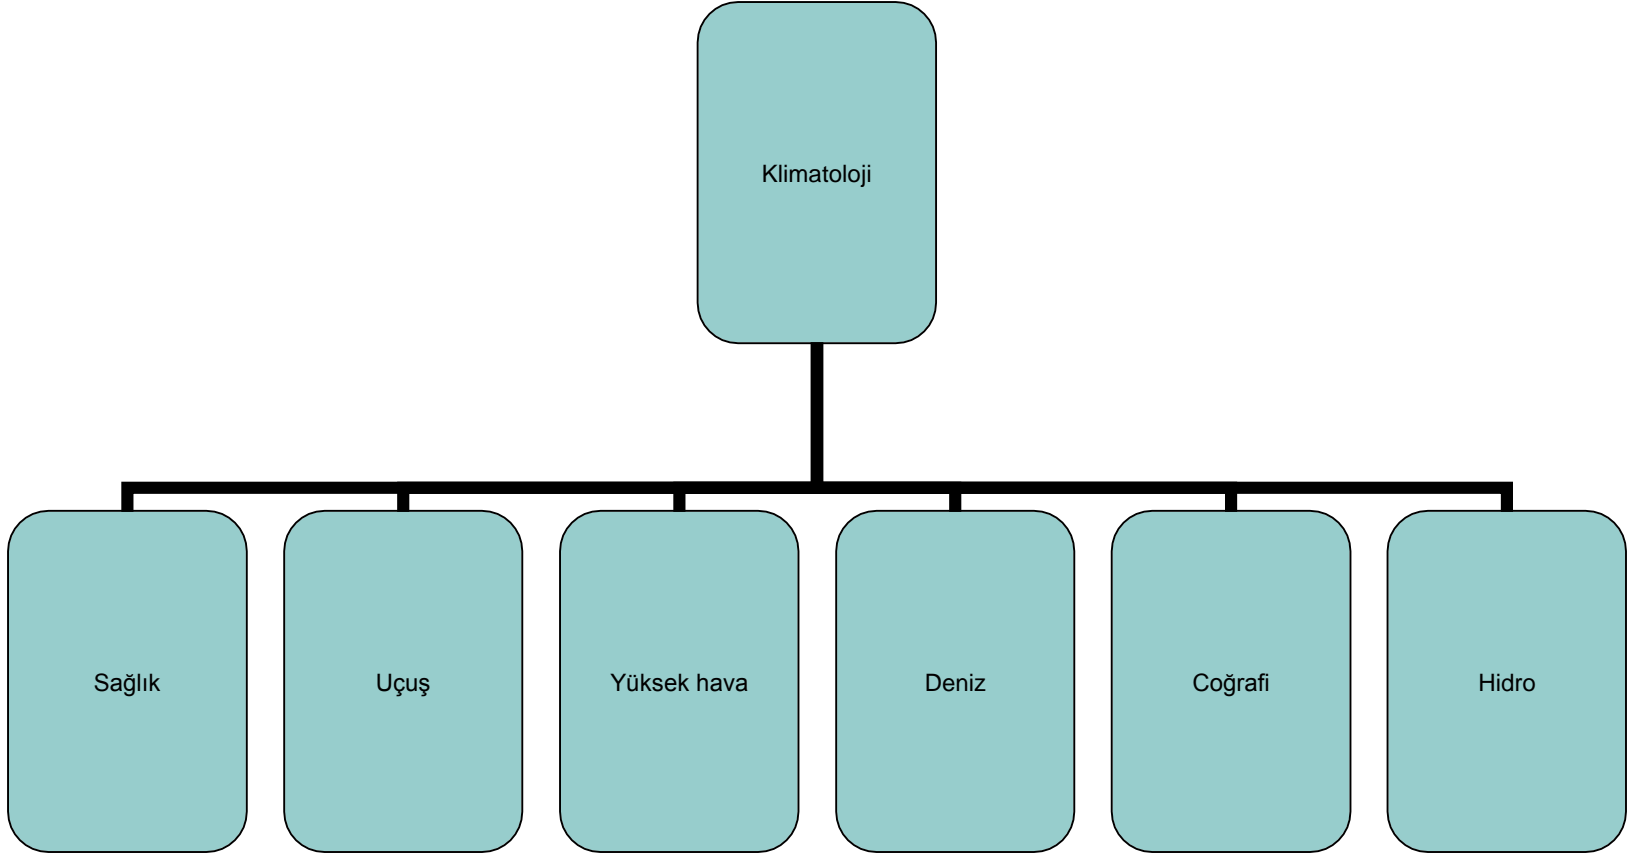 Klimatoloji
Sağlık
Uçuş
Yüksek hava
Deniz
Coğrafi
Hidro